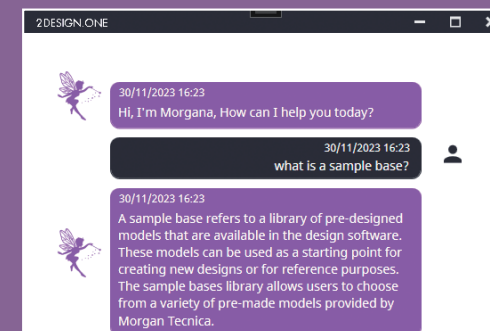 2DESIGN.ONE
30/11/2023 16:23
Hi, I'm Morgana, How can I help you today?
30/11/2023 16:23
what is a sample base?
30/11/2023 16:23
A sample base refers to a library of pre-designed
models that are available in the design software.
These models can be used as a starting point for
creating new designs or for reference purposes.
The sample bases library allows users to choose
from a variety of pre-made models provided by
Morgan Tecnica.